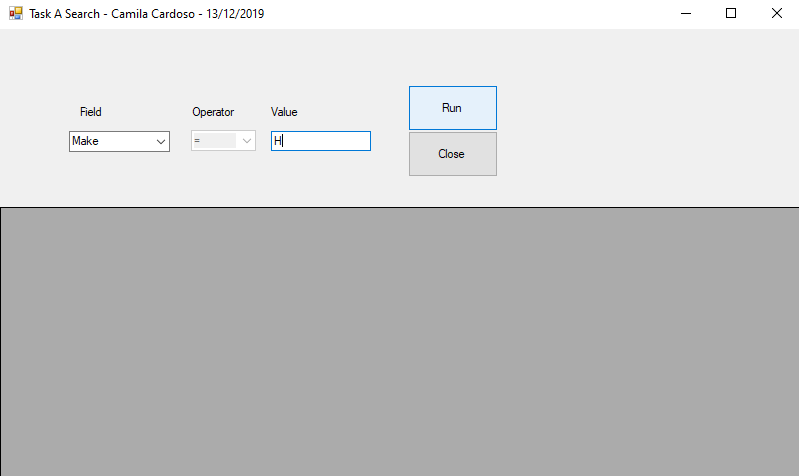 Task A Search - Camila Cardoso - 13/12/2019
Field Operator Value
Make = H
Run
Close